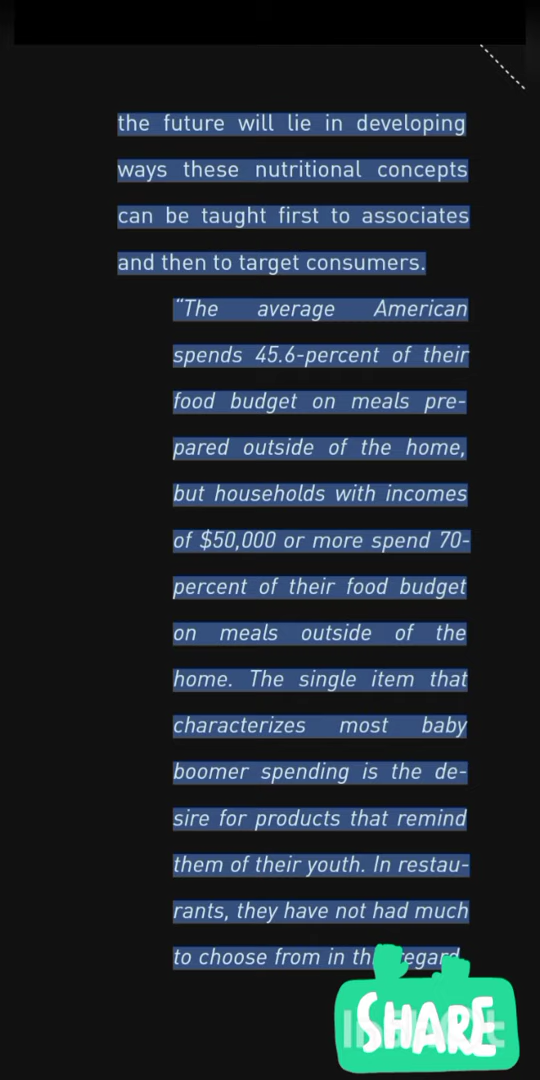 the future will lie in developing
ways these nutritional concepts
can be taught first to associates
and then to target consumers.
“The average American
spends 45.6-percent of their
food budget on meals pre-
pared outside of the home,
but households with incomes
of $50,000 or more spend 70-
percent of their food budget
on meals outside of the
home. The single item that
characterizes most baby
boomer spending is the de-
sire for products that remind
them of their youth. In restau-
rants, they have not had much
to choose from in
SHARE